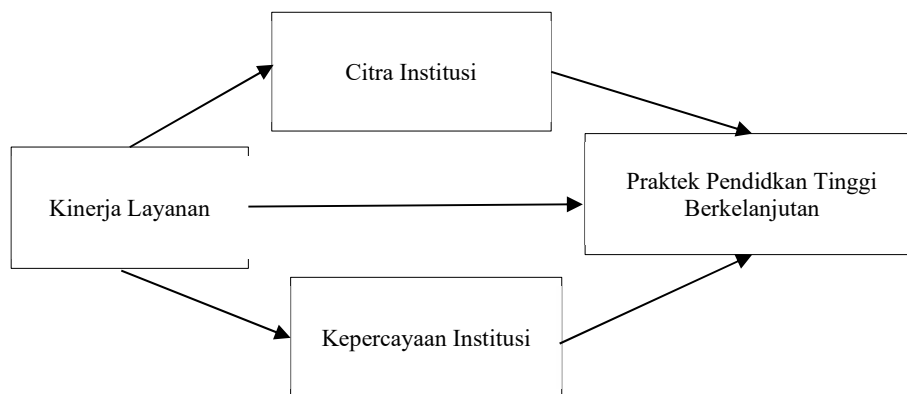 Citra Institusi
Kinerja Layanan
Praktek Pendidkan Tinggi
Berkelanjutan
Kepercayaan Institusi